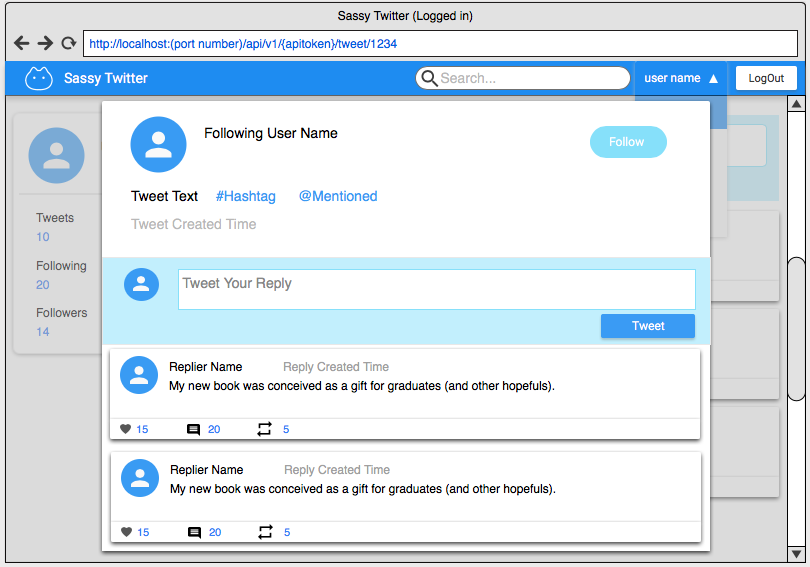 Sassy Twitter (Logged in)
http://localhost:(port number)/api/v1/{apitoken}/tweet/1234
Sassy Twitter
Search...
user name ▲
LogOut
Following User Name
Follow
Tweet Text #Hashtag @Mentioned
Tweet Created Time
Tweets
10
Following
20
Followers
14
Tweet Your Reply
Tweet
Replier Name Reply Created Time
My new book was conceived as a gift for graduates (and other hopefuls).
15 20 5
Replier Name Reply Created Time
My new book was conceived as a gift for graduates (and other hopefuls).
15 20 5